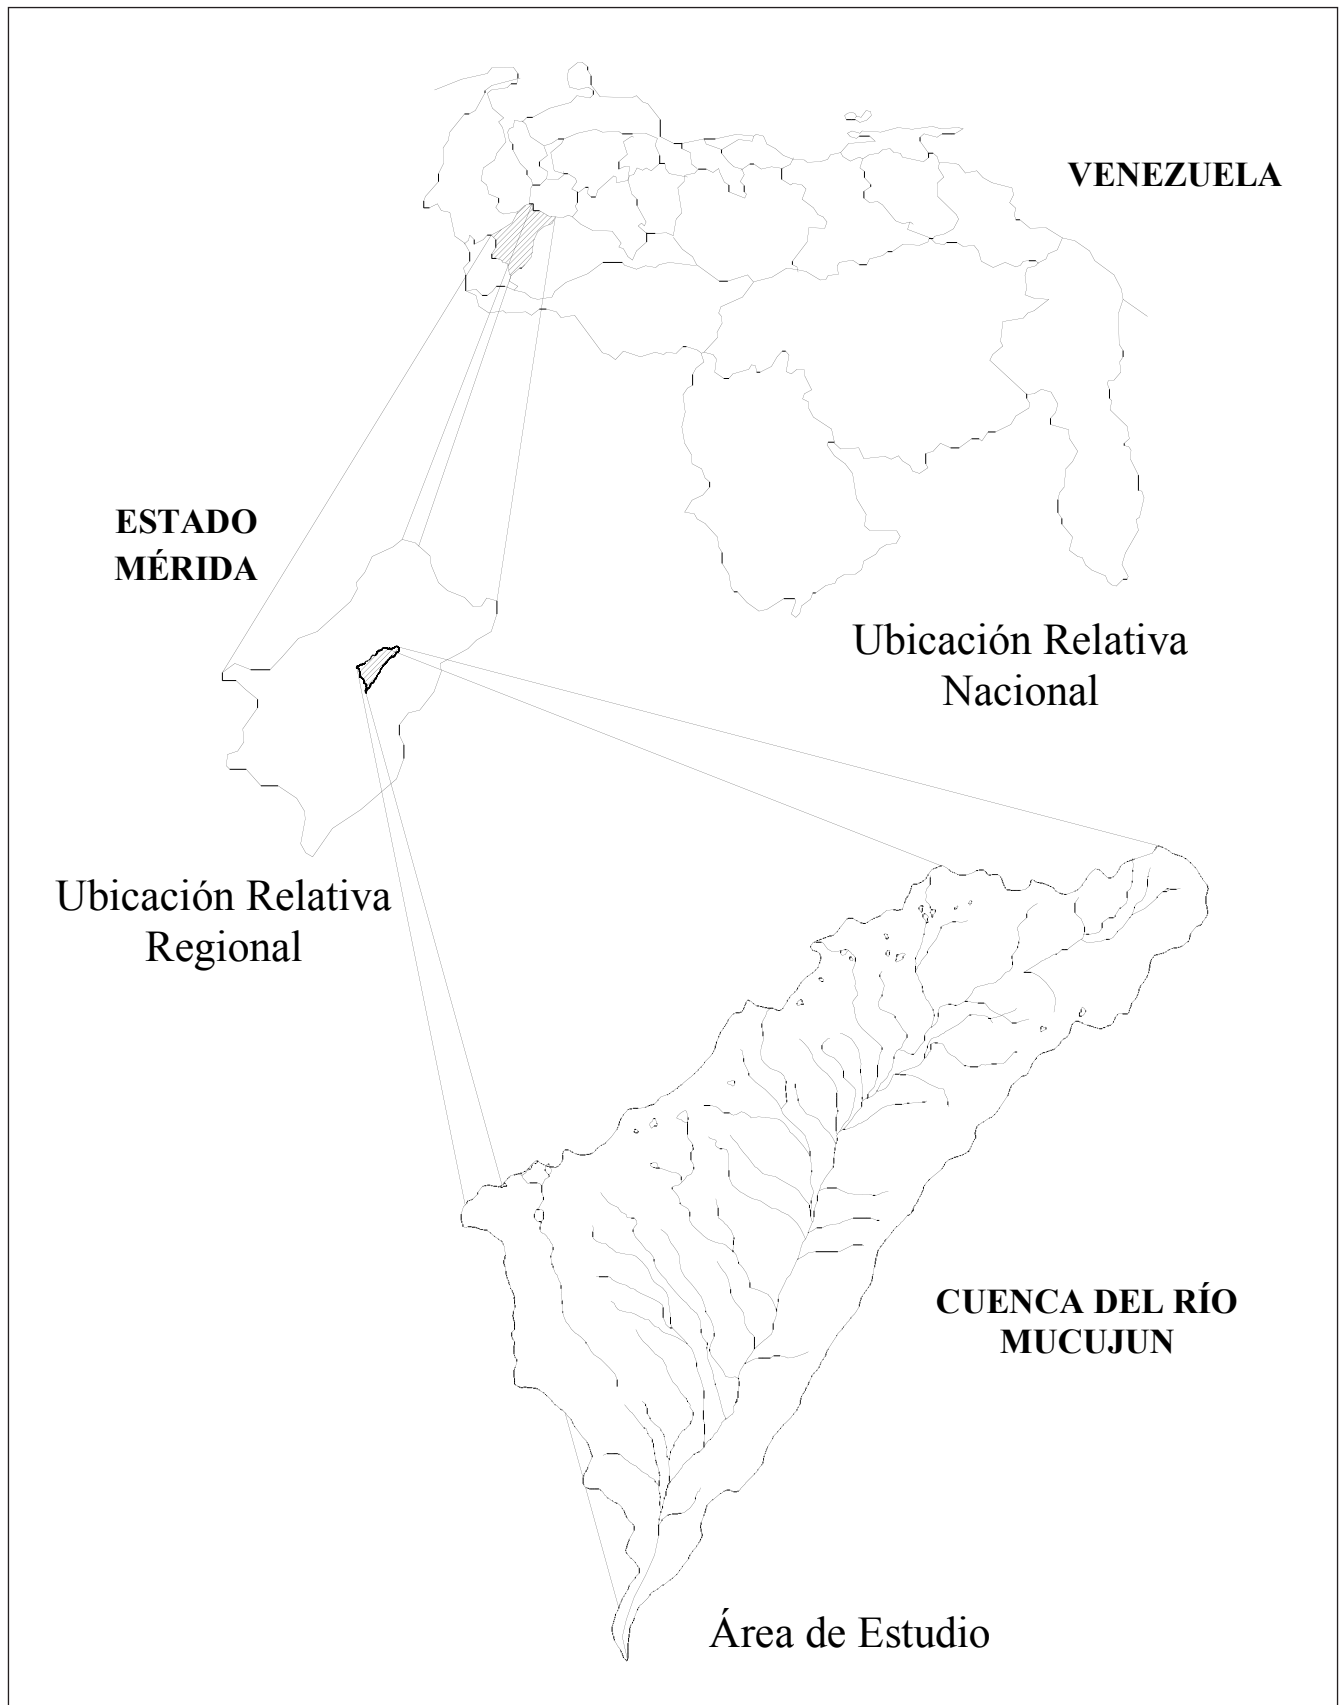 VENEZUELA
ESTADO
MÉRIDA
Ubicación Relativa
Nacional
Ubicación Relativa
Regional
CUENCA DEL RÍO
MUCUJUN
Área de Estudio